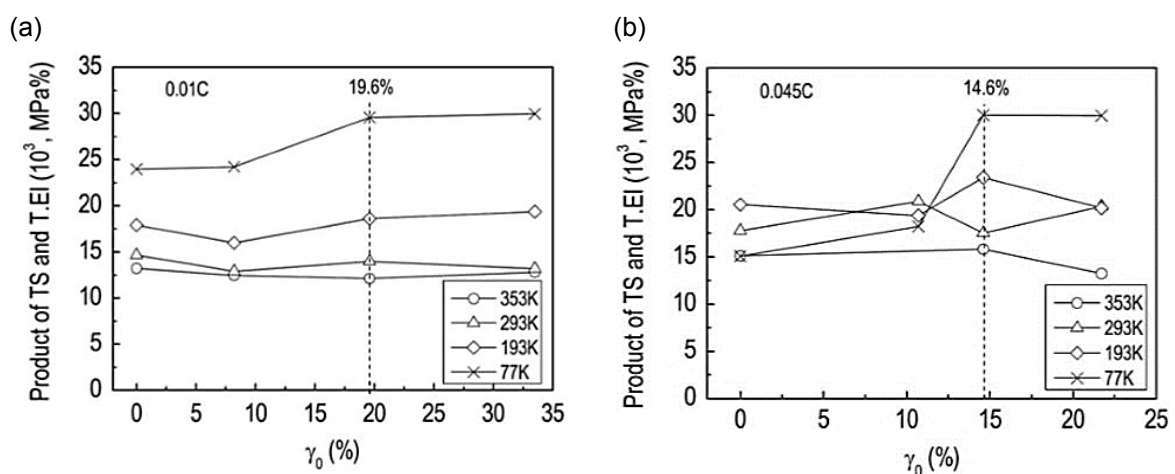 (a)
Product of TS and T.El (10³, MPa%)
35
30
25
20
15
10
5
0
0.01C
19.6%
353K
293K
193K
77K
0 5 10 15 20 25 30 35
γ₀ (%)
(b)
Product of TS and T.El (10³, MPa%)
35
30
25
20
15
10
5
0
0.045C
14.6%
353K
293K
193K
77K
0 5 10 15 20 25
γ₀ (%)